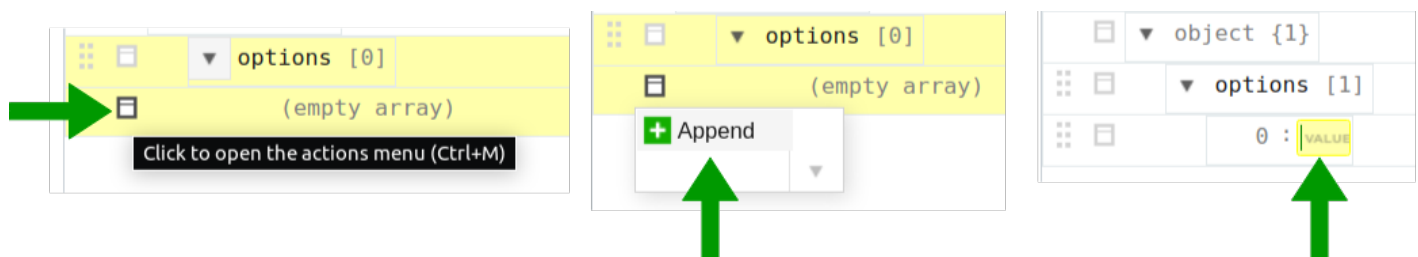 ▼ options [0]
(empty array)
Click to open the actions menu (Ctrl+M)
▼ options [0]
(empty array)
Append
▼
▼ object {1}
▼ options [1]
0 : VALUE